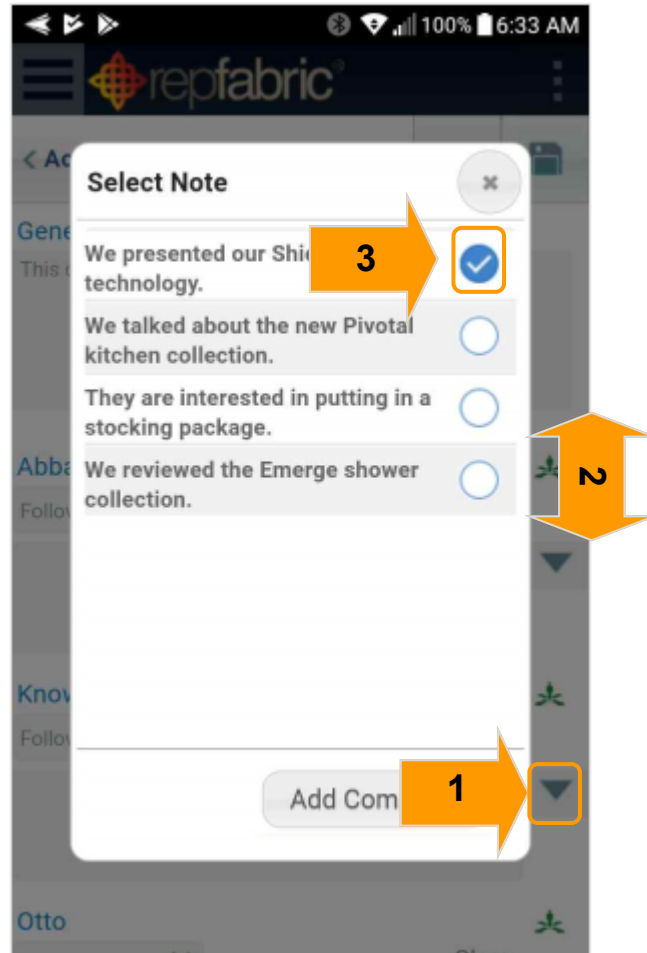 100% 6:33 AM
repfabric
< Ac
Select Note
Gene
We presented our Shi
technology.
3
This
We talked about the new Pivotal
kitchen collection.
They are interested in putting in a
stocking package.
Abba
We reviewed the Emerge shower
collection.
2
Follo
Know
Follo
Add Com
1
Otto